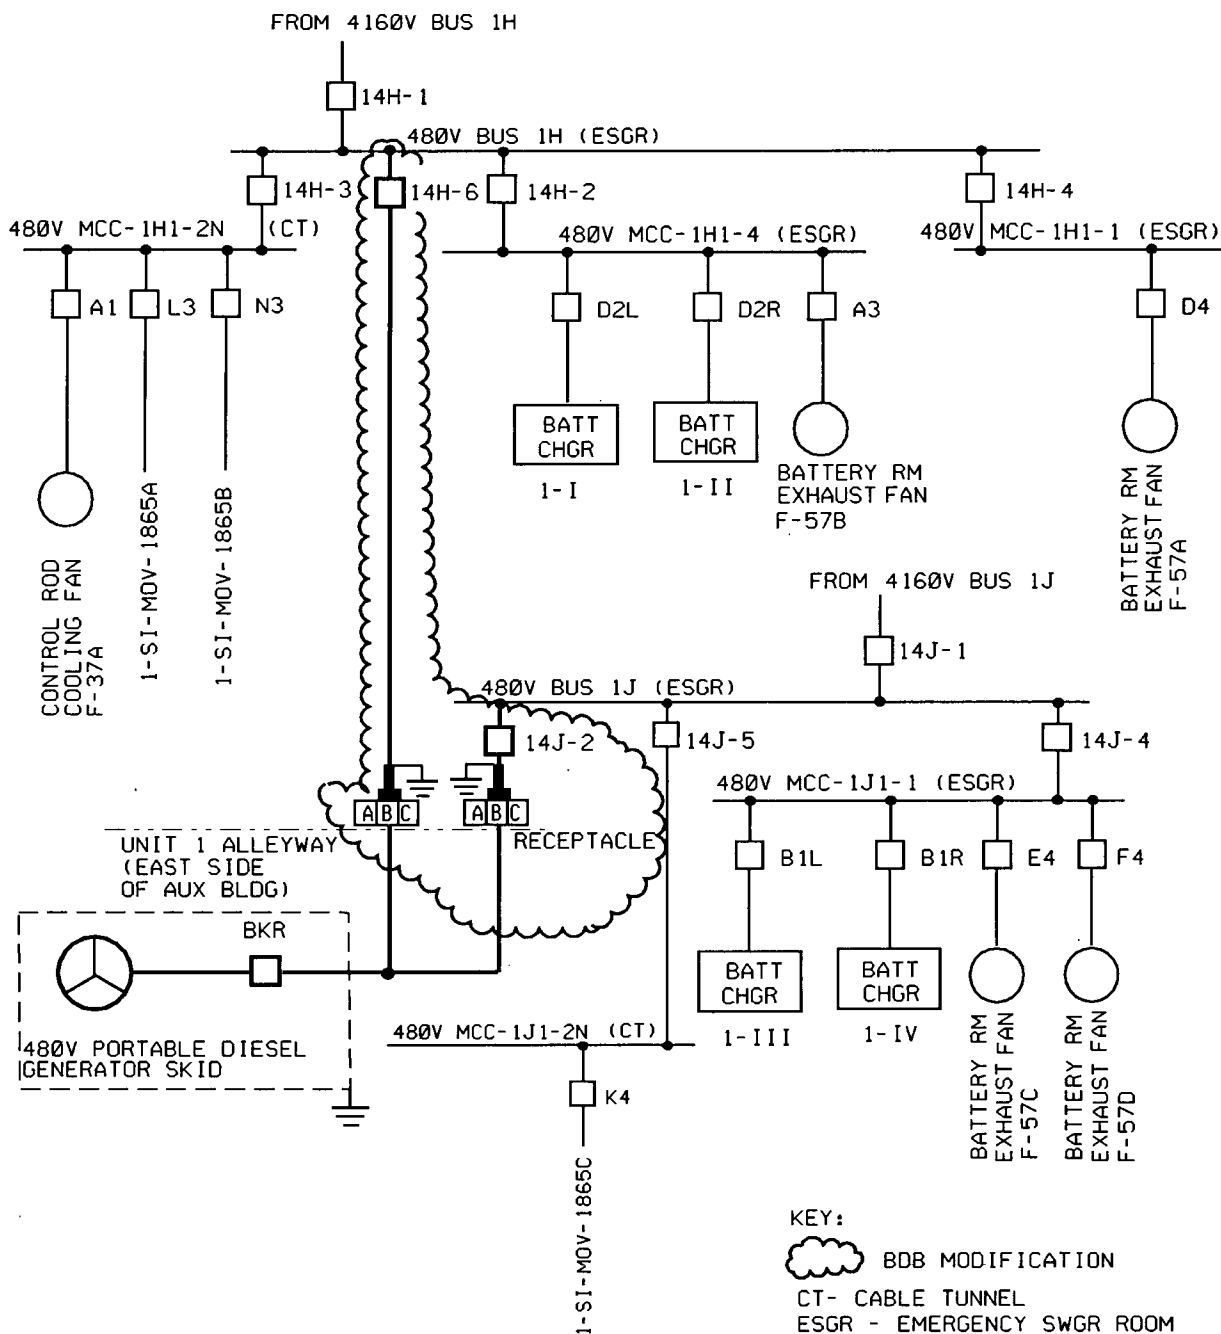 FROM 4160V BUS 1H
14H-1
480V BUS 1H (ESGR)
14H-3
14H-6
14H-2
14H-4
480V MCC-1H1-2N (CT)
480V MCC-1H1-4 (ESGR)
480V MCC-1H1-1 (ESGR)
A1
L3
N3
D2L
D2R
A3
D4
BATT
CHGR
1-I
BATT
CHGR
1-II
BATTERY RM
EXHAUST FAN
F-57B
BATTERY RM
EXHAUST FAN
F-57A
CONTROL ROD
COOLING FAN
F-37A
1-SI-MOV-1865A
1-SI-MOV-1865B
FROM 4160V BUS 1J
14J-1
480V BUS 1J (ESGR)
14J-2
14J-5
14J-4
480V MCC-1J1-1 (ESGR)
A B C
A B C
RECEPTACLE
UNIT 1 ALLEYWAY
(EAST SIDE
OF AUX BLDG)
B1L
B1R
E4
F4
BKR
BATT
CHGR
1-III
BATT
CHGR
1-IV
BATTERY RM
EXHAUST FAN
F-57C
BATTERY RM
EXHAUST FAN
F-57D
480V PORTABLE DIESEL
GENERATOR SKID
480V MCC-1J1-2N (CT)
K4
1-SI-MOV-1865C
KEY:
BDB MODIFICATION
CT- CABLE TUNNEL
ESGR - EMERGENCY SWGR ROOM